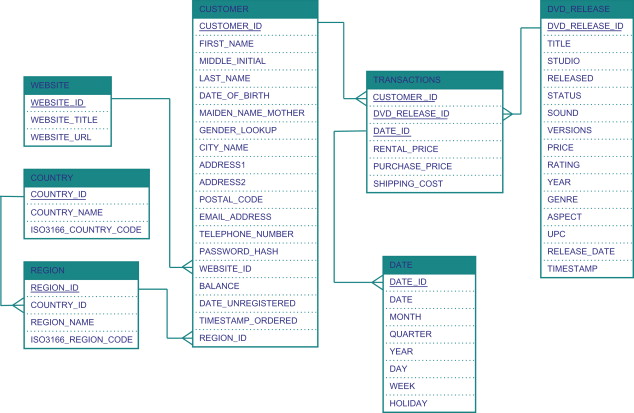 CUSTOMER
CUSTOMER_ID
FIRST_NAME
MIDDLE_INITIAL
LAST_NAME
DATE_OF_BIRTH
MAIDEN_NAME_MOTHER
GENDER_LOOKUP
CITY_NAME
ADDRESS1
ADDRESS2
POSTAL_CODE
EMAIL_ADDRESS
TELEPHONE_NUMBER
PASSWORD_HASH
WEBSITE_ID
BALANCE
DATE_UNREGISTERED
TIMESTAMP_ORDERED
REGION_ID
DVD_RELEASE
DVD_RELEASE_ID
TITLE
STUDIO
RELEASED
STATUS
SOUND
VERSIONS
PRICE
RATING
YEAR
GENRE
ASPECT
UPC
RELEASE_DATE
TIMESTAMP
WEBSITE
WEBSITE_ID
WEBSITE_TITLE
WEBSITE_URL
TRANSACTIONS
CUSTOMER_ID
DVD_RELEASE_ID
DATE_ID
RENTAL_PRICE
PURCHASE_PRICE
SHIPPING_COST
COUNTRY
COUNTRY_ID
COUNTRY_NAME
ISO3166_COUNTRY_CODE
REGION
REGION_ID
COUNTRY_ID
REGION_NAME
ISO3166_REGION_CODE
DATE
DATE_ID
DATE
MONTH
QUARTER
YEAR
DAY
WEEK
HOLIDAY